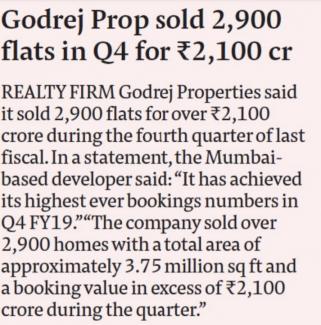 Godrej Prop sold 2,900
flats in Q4 for ₹2,100 cr
REALTY FIRM Godrej Properties said
it sold 2,900 flats for over ₹2,100
crore during the fourth quarter of last
fiscal. In a statement, the Mumbai-
based developer said: “It has achieved
its highest ever bookings numbers in
Q4 FY19.”“The company sold over
2,900 homes with a total area of
approximately 3.75 million sq ft and
a booking value in excess of ₹2,100
crore during the quarter.”